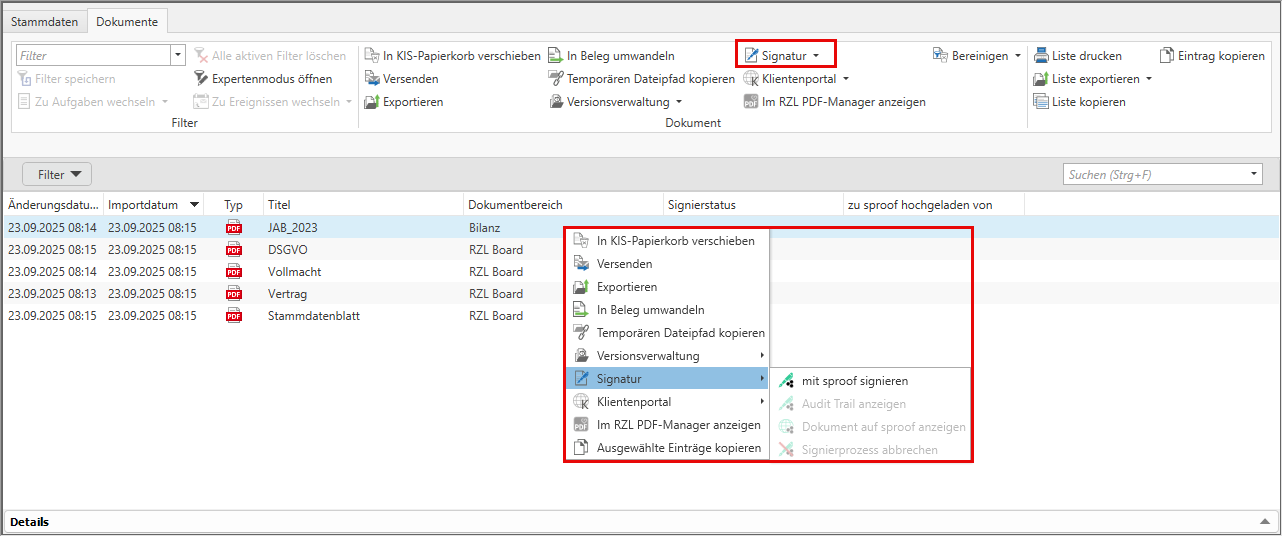 Stammdaten Dokumente
Filter Alle aktiven Filter löschen In KIS-Papierkorb verschieben In Beleg umwandeln Signatur Bereinigen Liste drucken Eintrag kopieren
Filter speichern Expertenmodus öffnen Versenden Temporären Dateipfad kopieren Klientenportal Liste exportieren
Zu Aufgaben wechseln Zu Ereignissen wechseln Exportieren Versionsverwaltung Im RZL PDF-Manager anzeigen Liste kopieren
Filter Dokument
Filter Suchen (Strg+F)
Änderungsdatu... Importdatum Typ Titel Dokumentbereich Signierstatus zu sproof hochgeladen von
23.09.2025 08:14 23.09.2025 08:15 PDF JAB_2023 Bilanz
23.09.2025 08:15 23.09.2025 08:15 PDF DSGVO RZL Board
23.09.2025 08:14 23.09.2025 08:15 PDF Vollmacht RZL Board
23.09.2025 08:13 23.09.2025 08:15 PDF Vertrag RZL Board
23.09.2025 08:15 23.09.2025 08:15 PDF Stammdatenblatt RZL Board
In KIS-Papierkorb verschieben
Versenden
Exportieren
In Beleg umwandeln
Temporären Dateipfad kopieren
Versionsverwaltung
Signatur
Klientenportal
Im RZL PDF-Manager anzeigen
Ausgewählte Einträge kopieren
mit sproof signieren
Audit Trail anzeigen
Dokument auf sproof anzeigen
Signierprozess abbrechen
Details